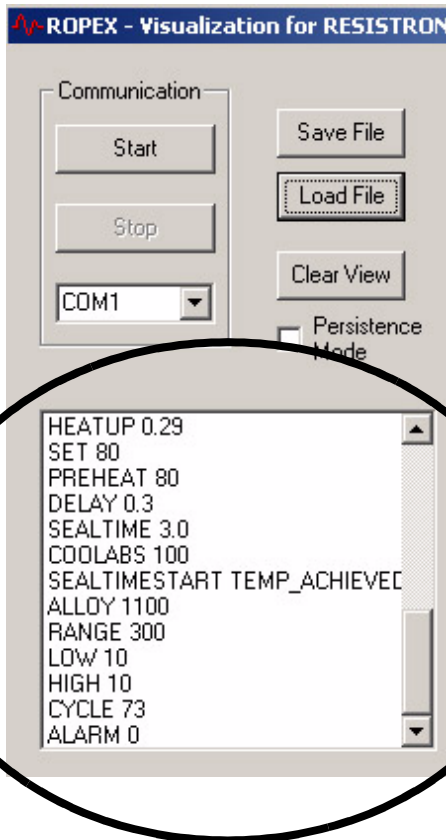 ROPEX - Visualization for RESISTRON
Communication
Start
Save File
Stop
Load File
COM1
Clear View
Persistence
Mode
HEATUP 0.29
SET 80
PREHEAT 80
DELAY 0.3
SEALTIME 3.0
COOLABS 100
SEALTIMESTART TEMP_ACHIEVED
ALLOY 1100
RANGE 300
LOW 10
HIGH 10
CYCLE 73
ALARM 0